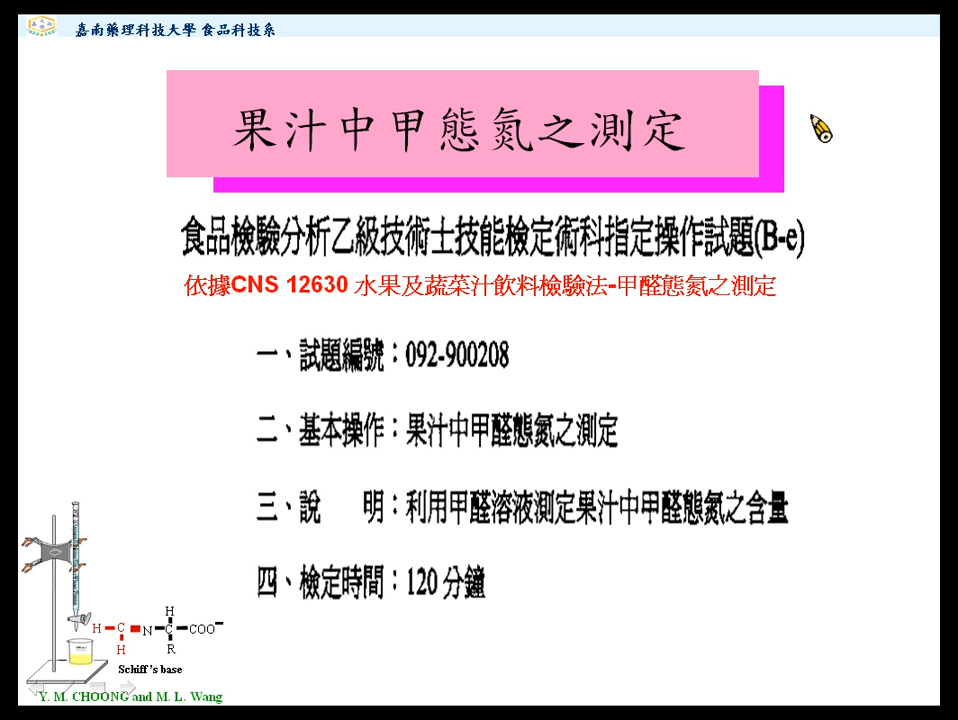 嘉南藥理科技大學 食品科技系
果汁中甲態氮之測定
食品檢驗分析乙級技術士技能檢定術科指定操作試題(B-e)
依據CNS 12630 水果及蔬菜汁飲料檢驗法-甲醛態氮之測定
一、試題編號：092-900208
二、基本操作：果汁中甲醛態氮之測定
三、說　　明：利用甲醛溶液測定果汁中甲醛態氮之含量
四、檢定時間：120 分鐘
H
H C N C COO−
H R
Schiff's base
Y. M. CHOONG and M. L. Wang